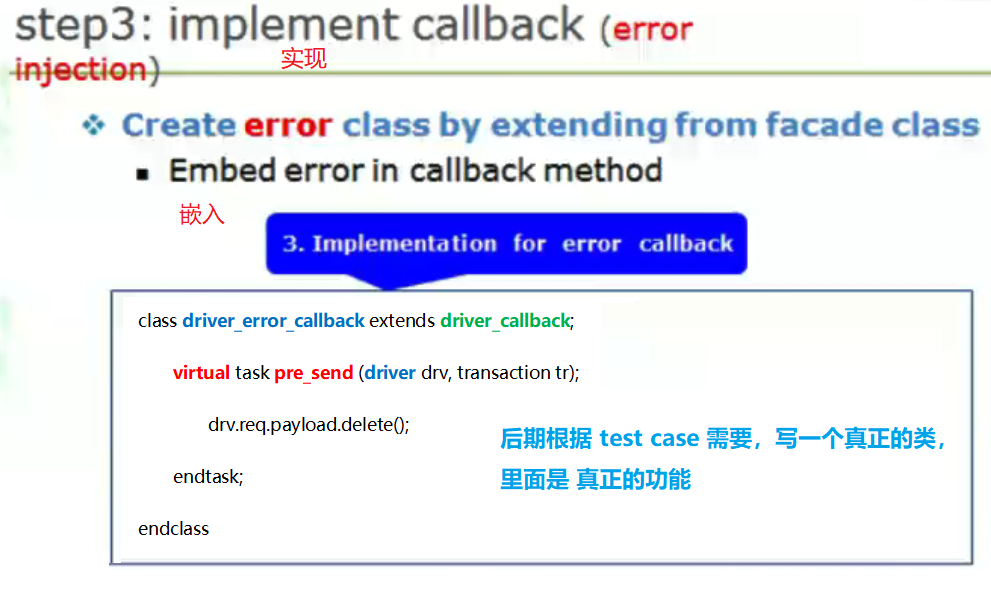 step3: implement callback (error
实现
injection)
❖ Create error class by extending from facade class
▪ Embed error in callback method
嵌入
3. Implementation for error callback
class driver_error_callback extends driver_callback;
virtual task pre_send (driver drv, transaction tr);
drv.req.payload.delete();
后期根据 test case 需要，写一个真正的类，
里面是 真正的功能
endtask;
endclass